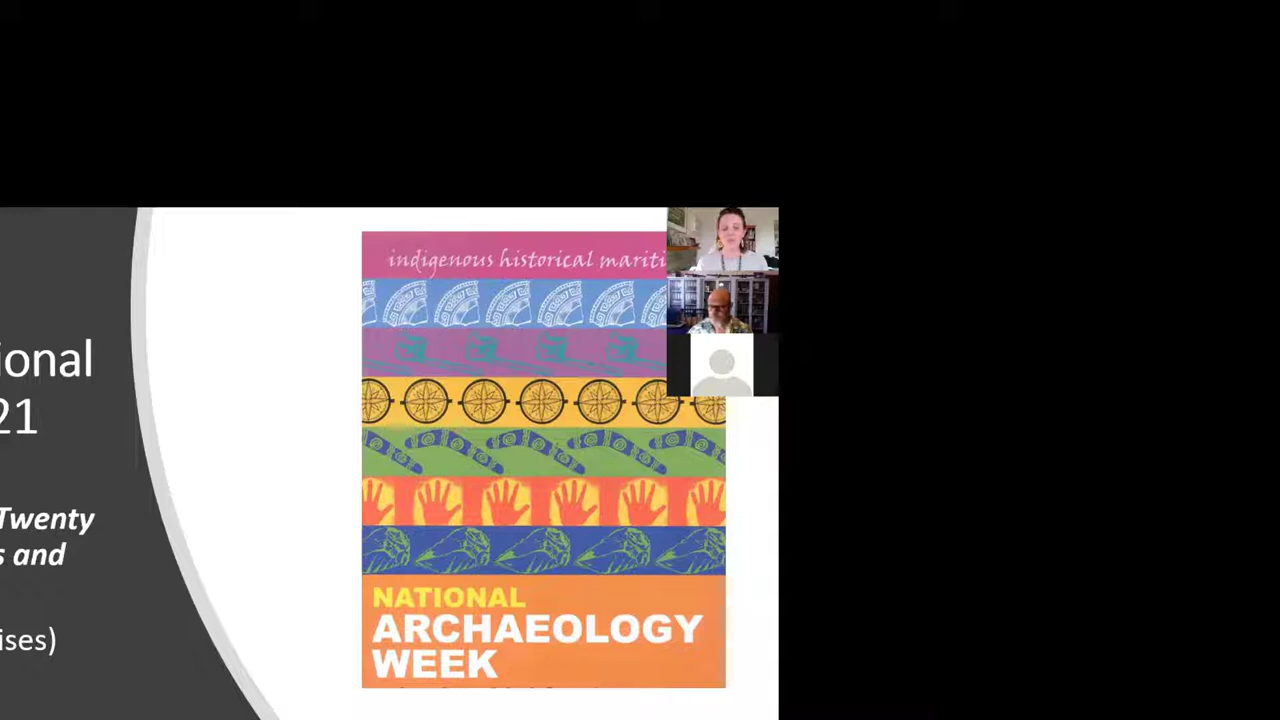 ional
21
Twenty
s and
ises)
indigenous historical mariti
NATIONAL
ARCHAEOLOGY
WEEK